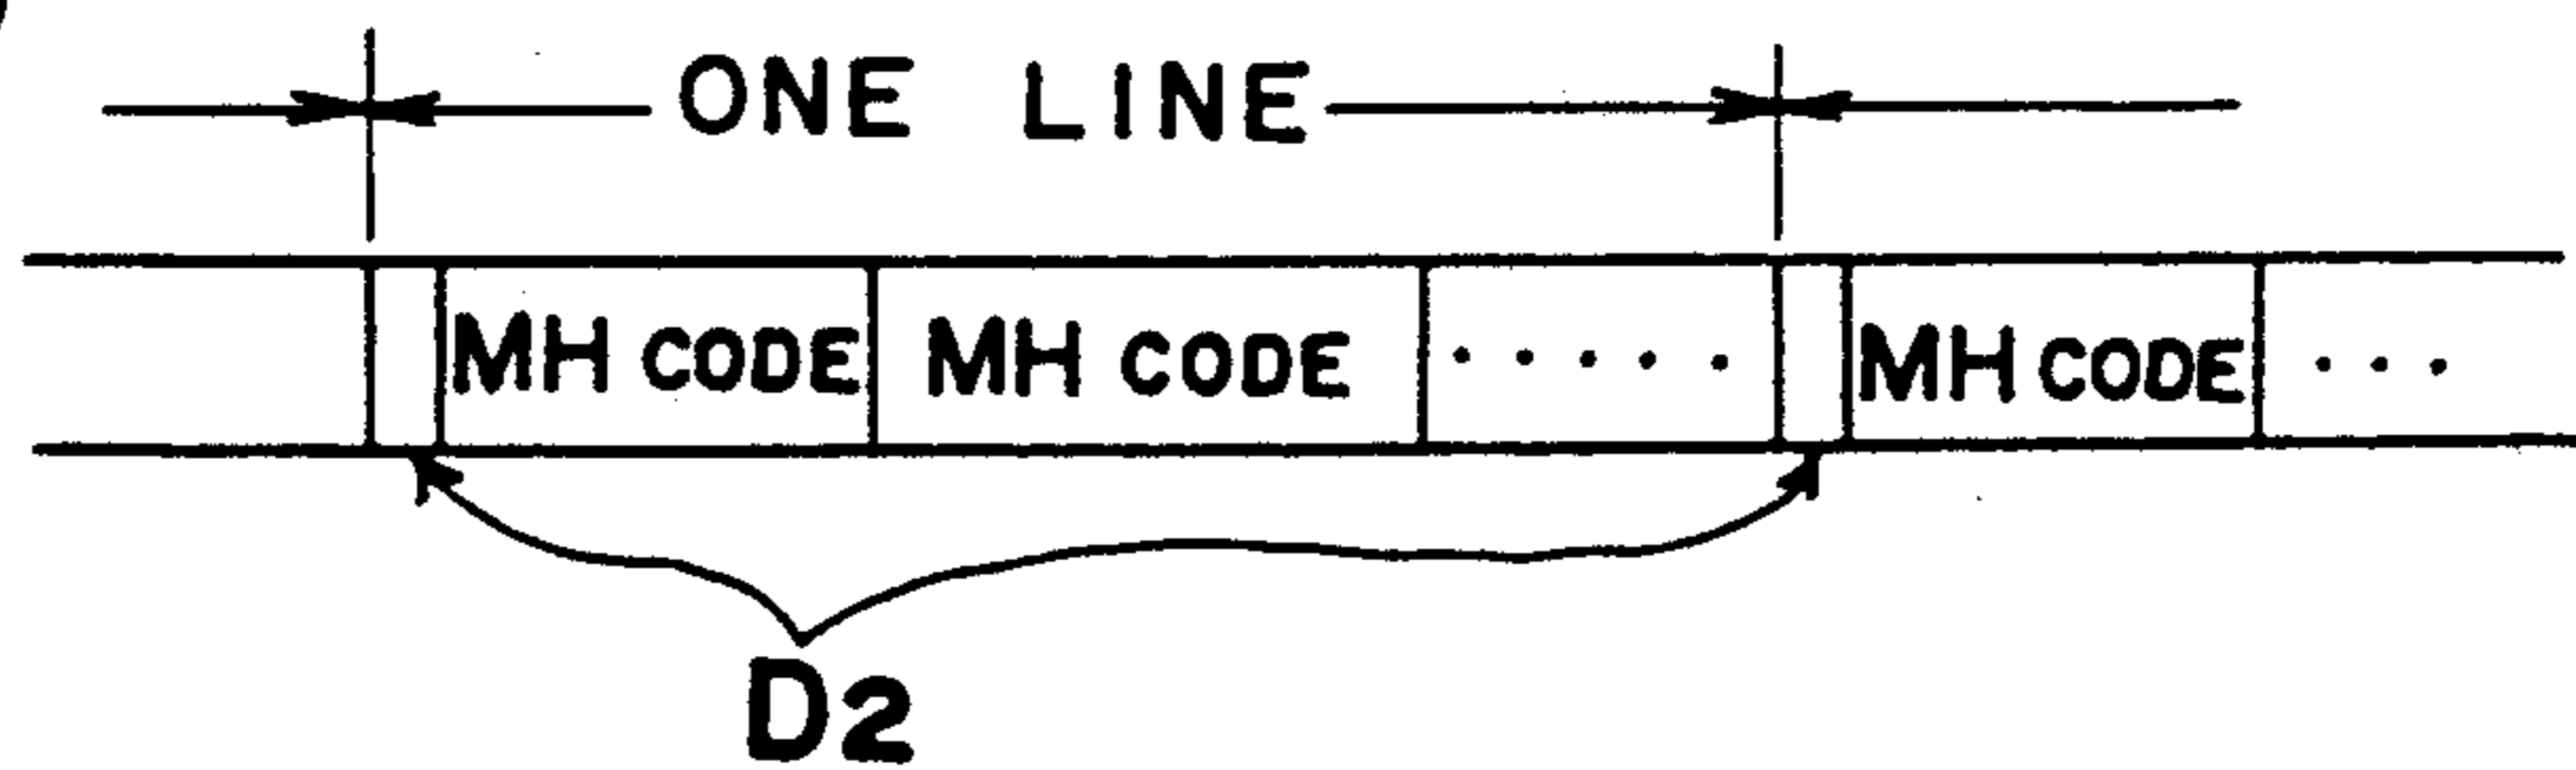 ONE LINE
MH CODE MH CODE ..... MH CODE ...
D2